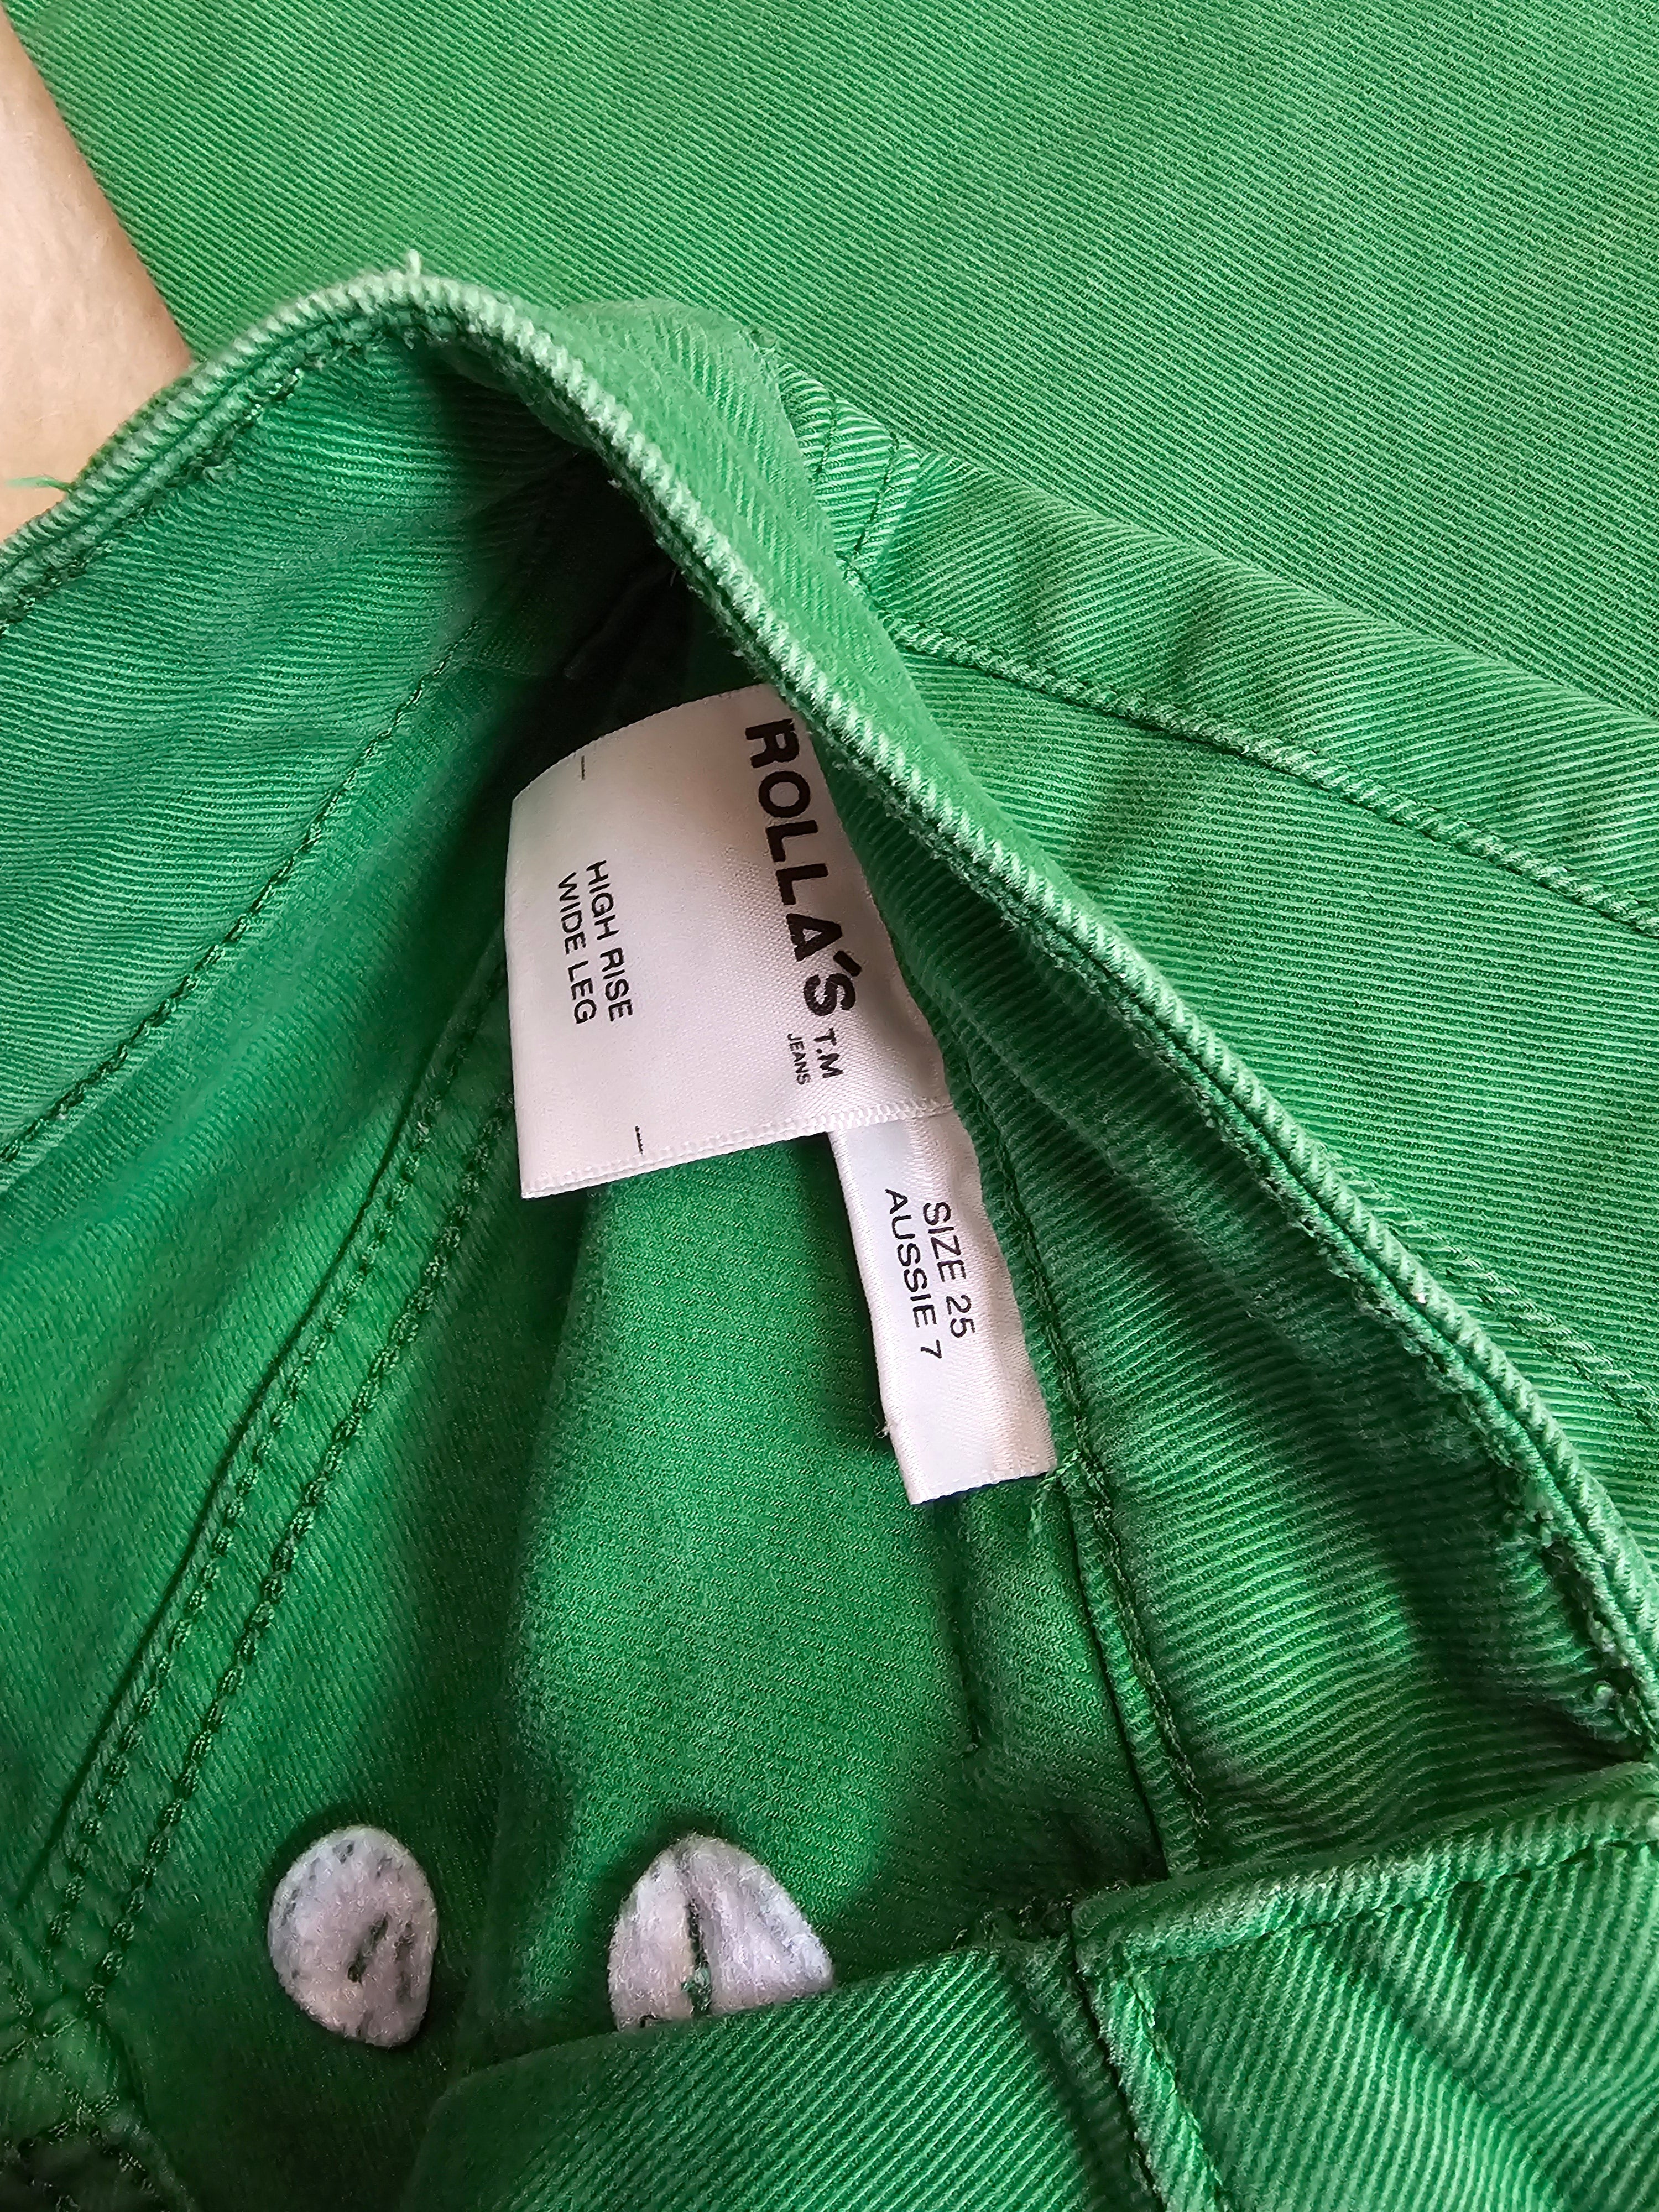 ROLLA'S T.M
JEANS
HIGH RISE
WIDE LEG
SIZE 25
AUSSIE 7